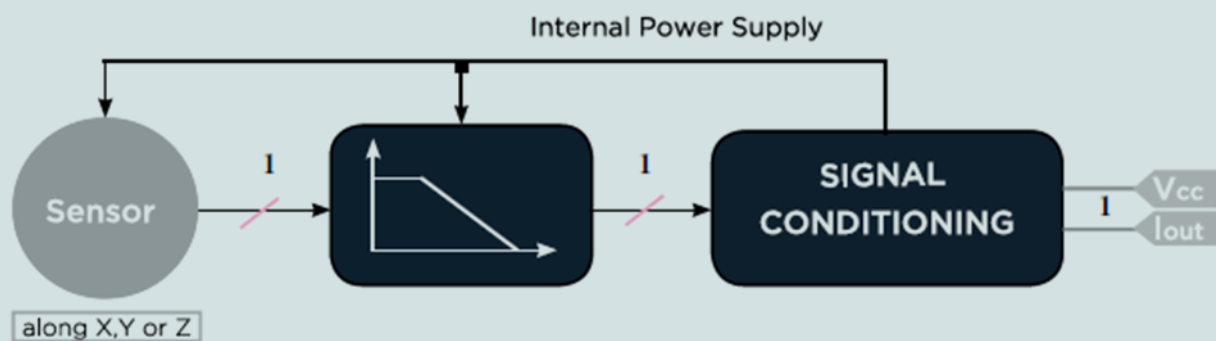 Internal Power Supply
1
1
Sensor
SIGNAL
CONDITIONING
Vcc
1
Iout
along X,Y or Z